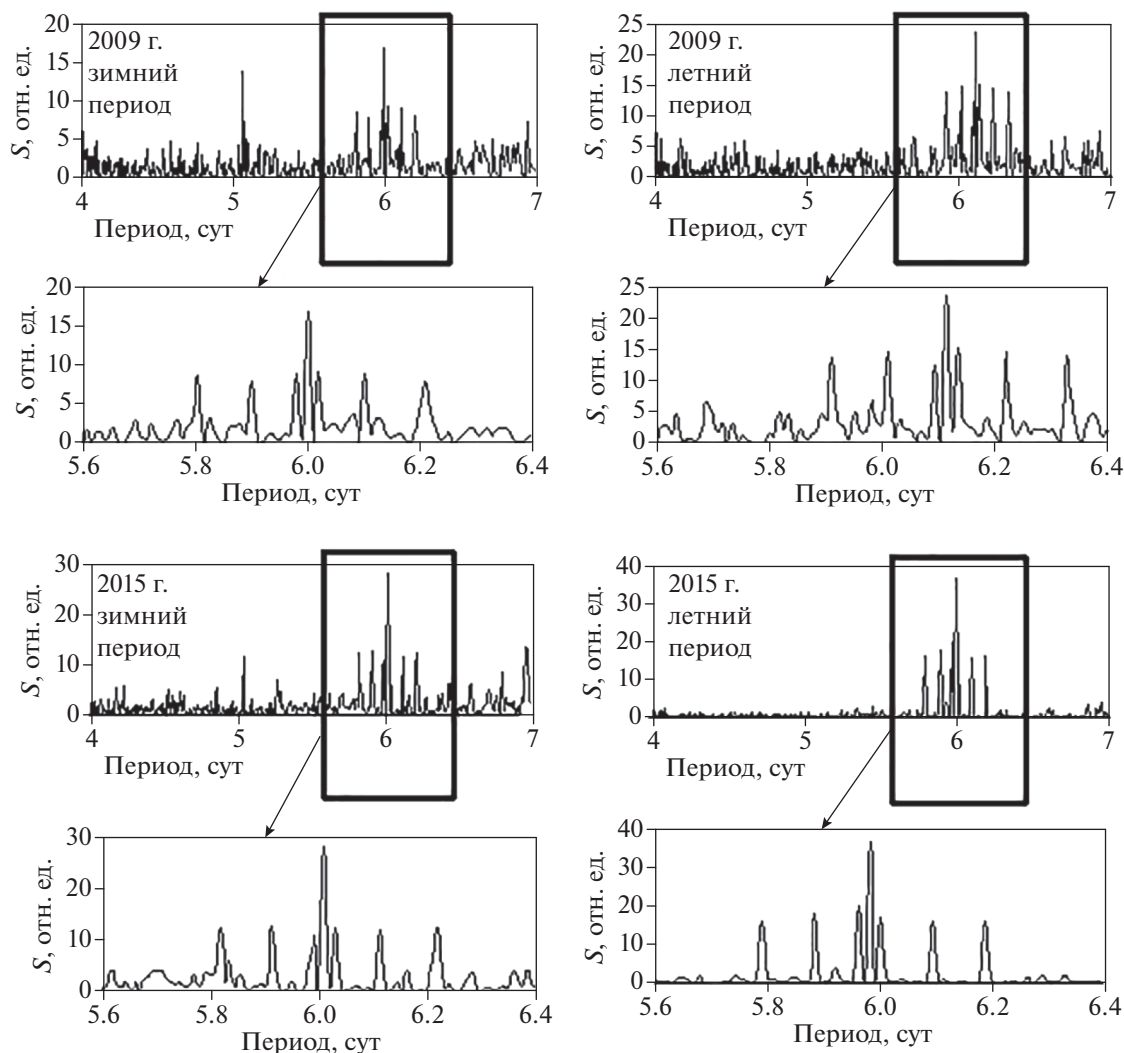 20
15
10
5
0
S, отн. ед.
2009 г.
зимний
период
4 5 6 7
Период, сут
25
20
15
10
5
0
S, отн. ед.
2009 г.
летний
период
4 5 6 7
Период, сут
20
15
10
5
0
S, отн. ед.
5.6 5.8 6.0 6.2 6.4
Период, сут
25
20
15
10
5
0
S, отн. ед.
5.6 5.8 6.0 6.2 6.4
Период, сут
30
20
10
0
S, отн. ед.
2015 г.
зимний
период
4 5 6 7
Период, сут
40
30
20
10
0
S, отн. ед.
2015 г.
летний
период
4 5 6 7
Период, сут
30
20
10
0
S, отн. ед.
5.6 5.8 6.0 6.2 6.4
Период, сут
40
30
20
10
0
S, отн. ед.
5.6 5.8 6.0 6.2 6.4
Период, сут